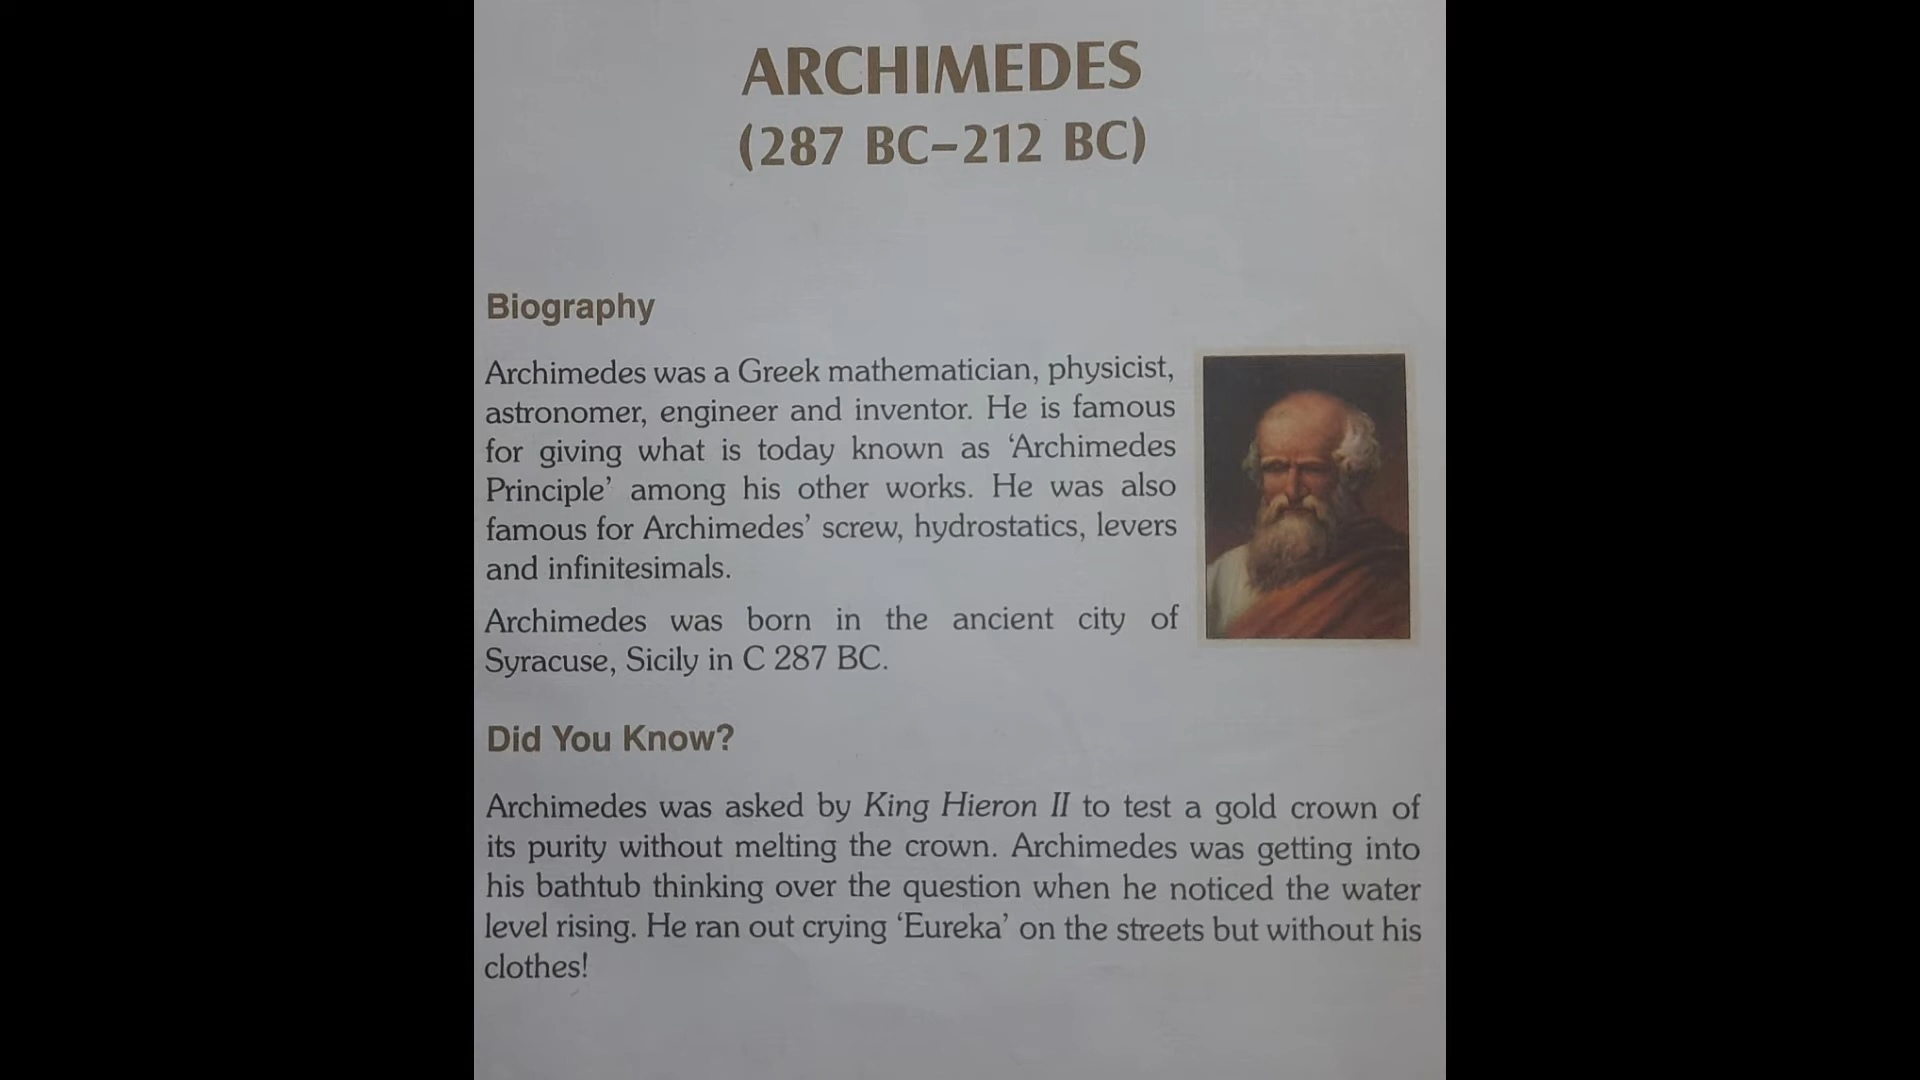 ARCHIMEDES
(287 BC–212 BC)
Biography
Archimedes was a Greek mathematician, physicist,
astronomer, engineer and inventor. He is famous
for giving what is today known as ‘Archimedes
Principle’ among his other works. He was also
famous for Archimedes’ screw, hydrostatics, levers
and infinitesimals.
Archimedes was born in the ancient city of
Syracuse, Sicily in C 287 BC.
Did You Know?
Archimedes was asked by King Hieron II to test a gold crown of
its purity without melting the crown. Archimedes was getting into
his bathtub thinking over the question when he noticed the water
level rising. He ran out crying ‘Eureka’ on the streets but without his
clothes!